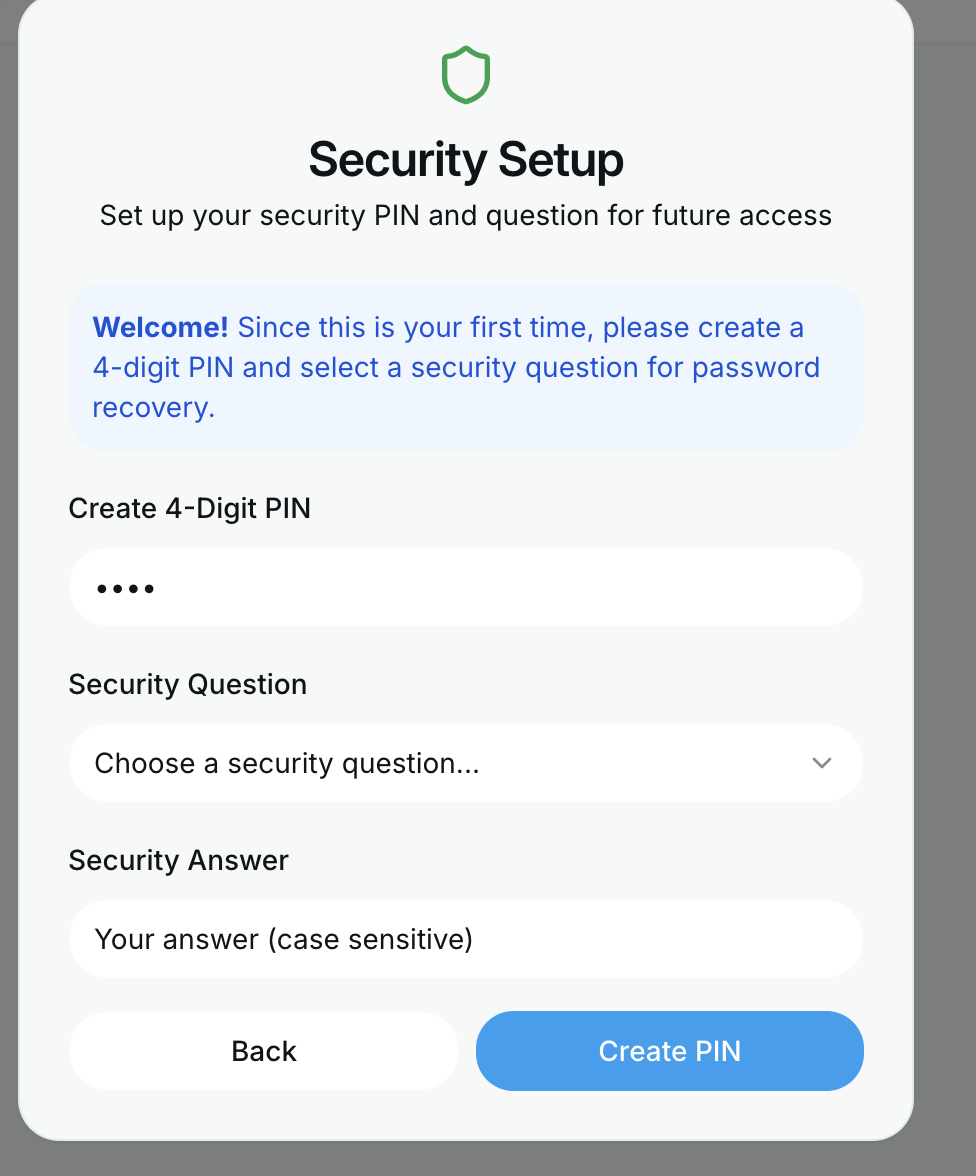 Security Setup
Set up your security PIN and question for future access
Welcome! Since this is your first time, please create a
4-digit PIN and select a security question for password
recovery.
Create 4-Digit PIN
••••
Security Question
Choose a security question...
Security Answer
Your answer (case sensitive)
Back
Create PIN